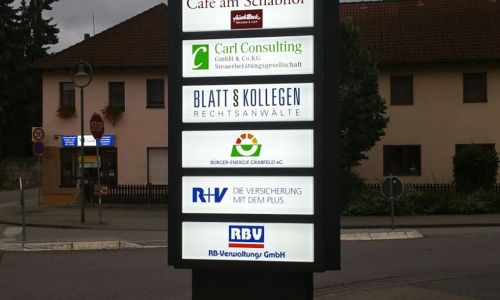 Café am Schabhof
Carl Consulting
GmbH & Co.KG
Steuerberatungsgesellschaft
BLATT & KOLLEGEN
RECHTSANWÄLTE
BÜRGER-ENERGIE GRABFELD eG
R+V DIE VERSICHERUNG
MIT DEM PLUS.
RBV
RB-Verwaltungs GmbH